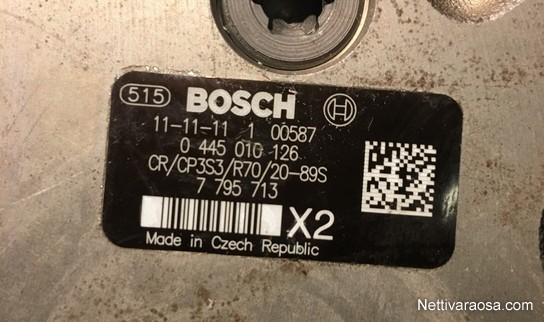 515 BOSCH
11-11-11 1 00587
0 445 010 126
CR/CP3S3/R70/20-89S
7 795 713
X2
Made in Czech Republic
Nettivaraosa.com